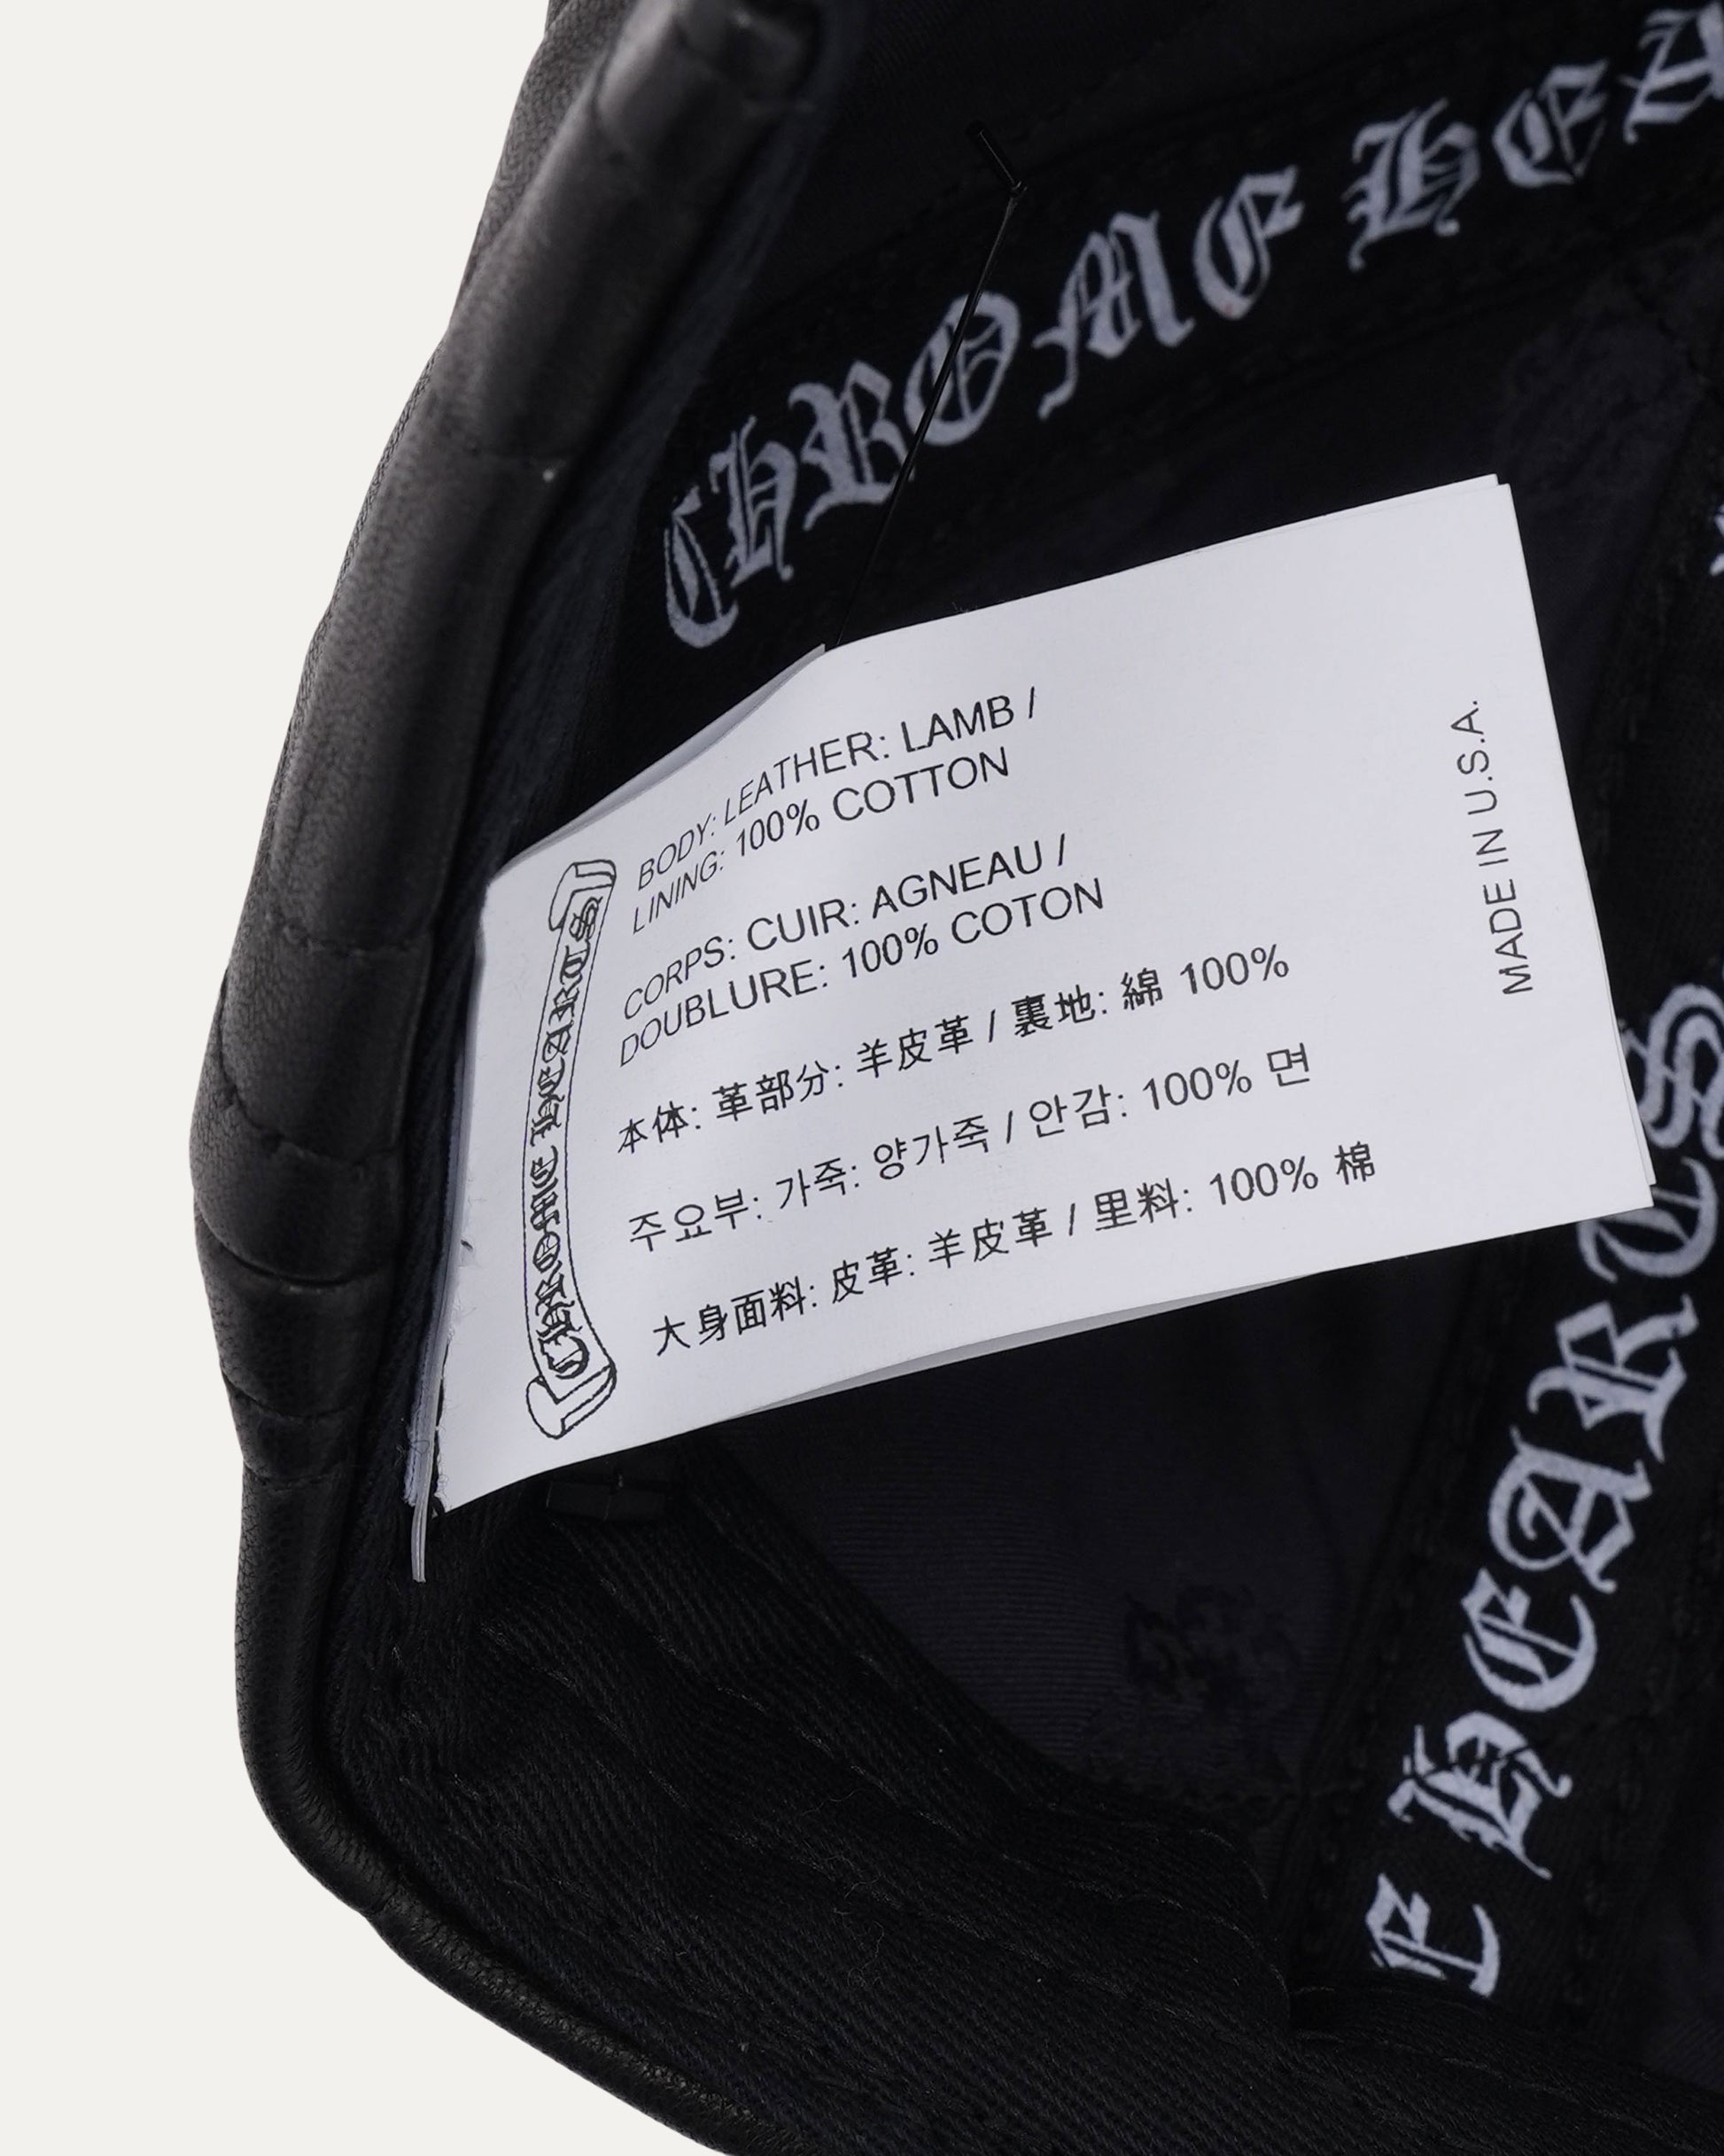 CHROME HEA
BODY: LEATHER: LAMB /
LINING: 100% COTTON
CORPS: CUIR: AGNEAU /
DOUBLURE: 100% COTON
本体: 革部分: 羊皮革 / 裏地: 綿 100%
주요부: 가죽: 양가죽 / 안감: 100% 면
大身面料: 皮革: 羊皮革 / 里料: 100% 棉
CHROME HEARTS
MADE IN U.S.A.
E HEARTS